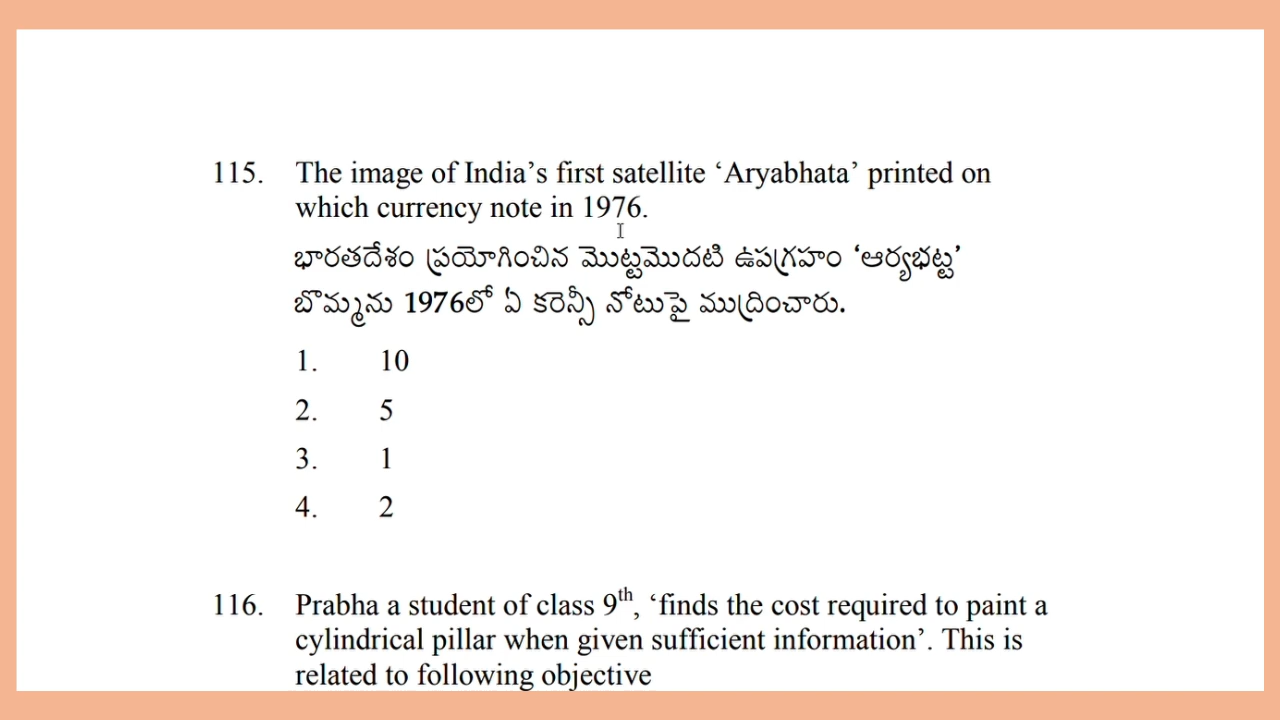 115. The image of India’s first satellite ‘Aryabhata’ printed on
which currency note in 1976.
భారతదేశం ప్రయోగించిన మొట్టమొదటి ఉపగ్రహం ‘ఆర్యభట్ట’
బొమ్మను 1976లో ఏ కరెన్సీ నోటుపై ముద్రించారు.
1. 10
2. 5
3. 1
4. 2
116. Prabha a student of class 9th, ‘finds the cost required to paint a
cylindrical pillar when given sufficient information’. This is
related to following objective